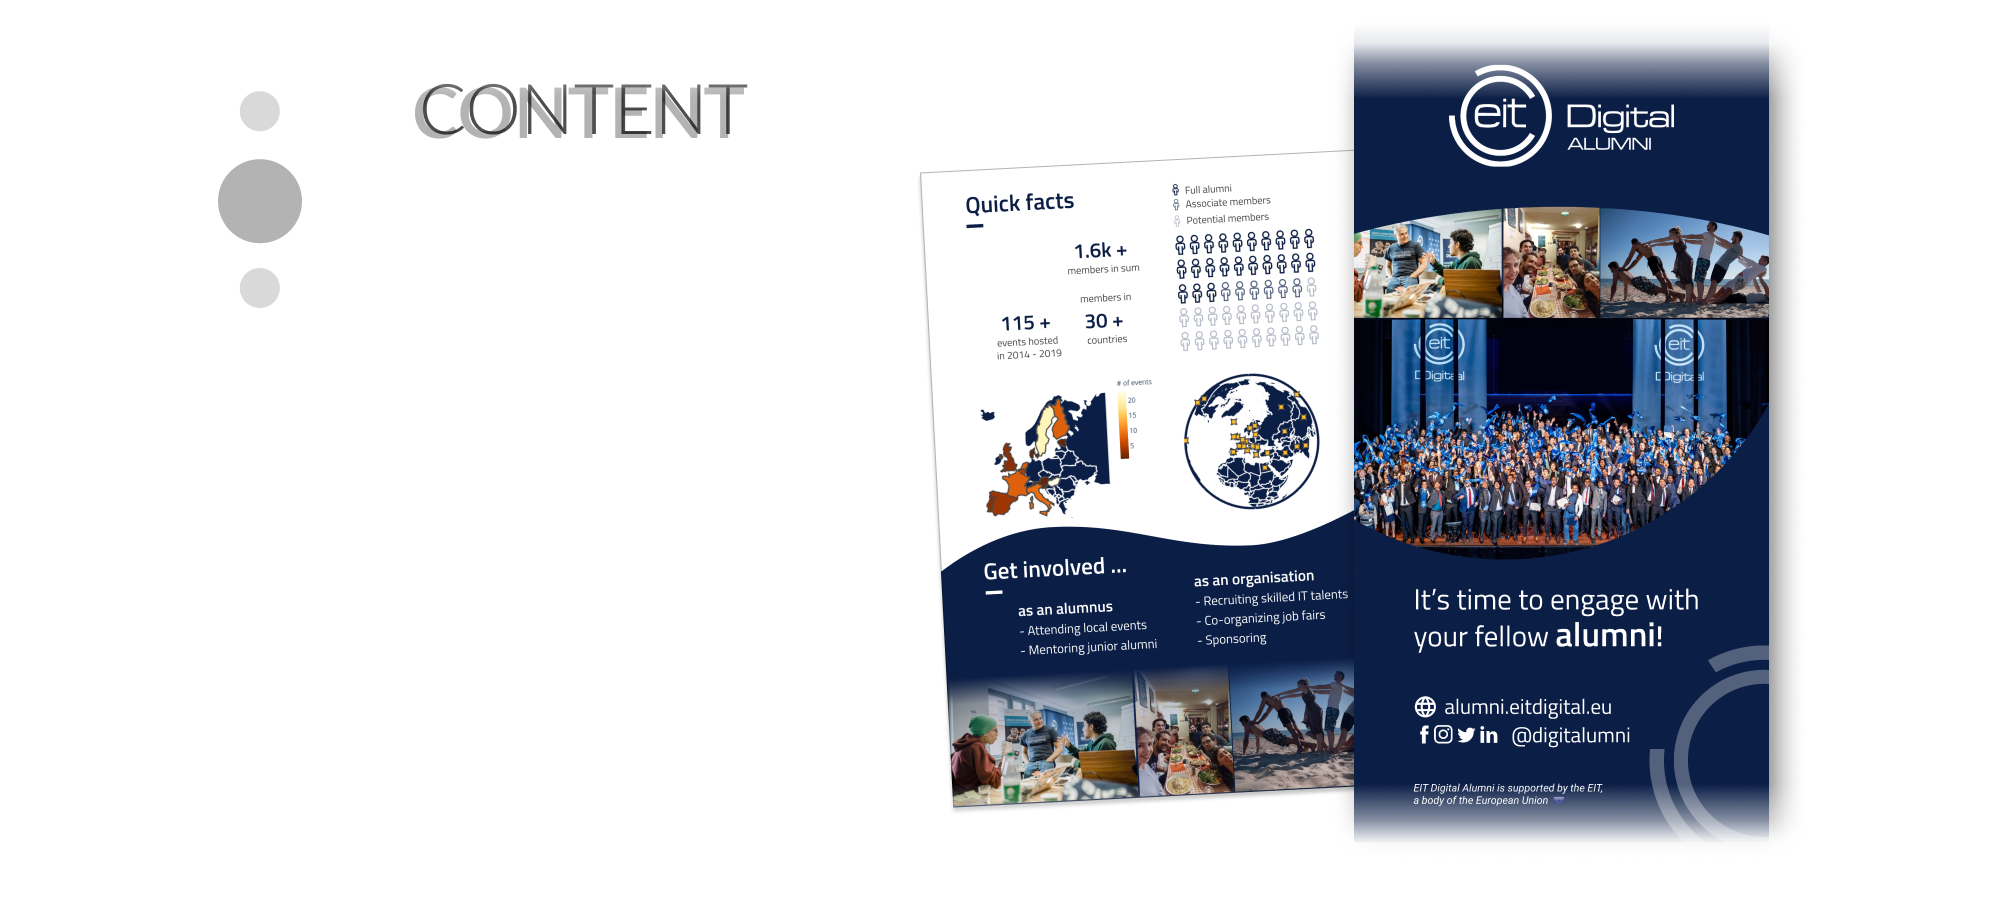 CONTENT
Quick facts
Full alumni
Associate members
Potential members
1.6k +
members in sum
115 +
events hosted
in 2014 - 2019
members in
30 +
countries
# of events
20
15
10
5
Get involved ...
as an alumnus
- Attending local events
- Mentoring junior alumni
as an organisation
- Recruiting skilled IT talents
- Co-organizing job fairs
- Sponsoring
eit Digital
ALUMNI
eit
DDigitaal
eit
DDigitaal
It's time to engage with
your fellow alumni!
alumni.eitdigital.eu
@digitalumni
EIT Digital Alumni is supported by the EIT,
a body of the European Union